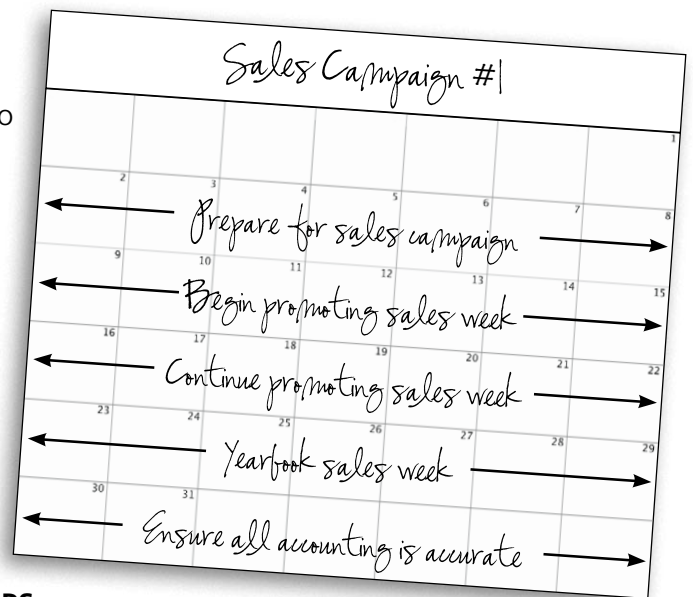 Sales Campaign #1
O
1
2 3 4 5 6 7 8
Prepare for sales campaign
9 10 11 12 13 14 15
Begin promoting sales week
16 17 18 19 20 21 22
Continue promoting sales week
23 24 25 26 27 28 29
Yearbook sales week
30 31
Ensure all accounting is accurate